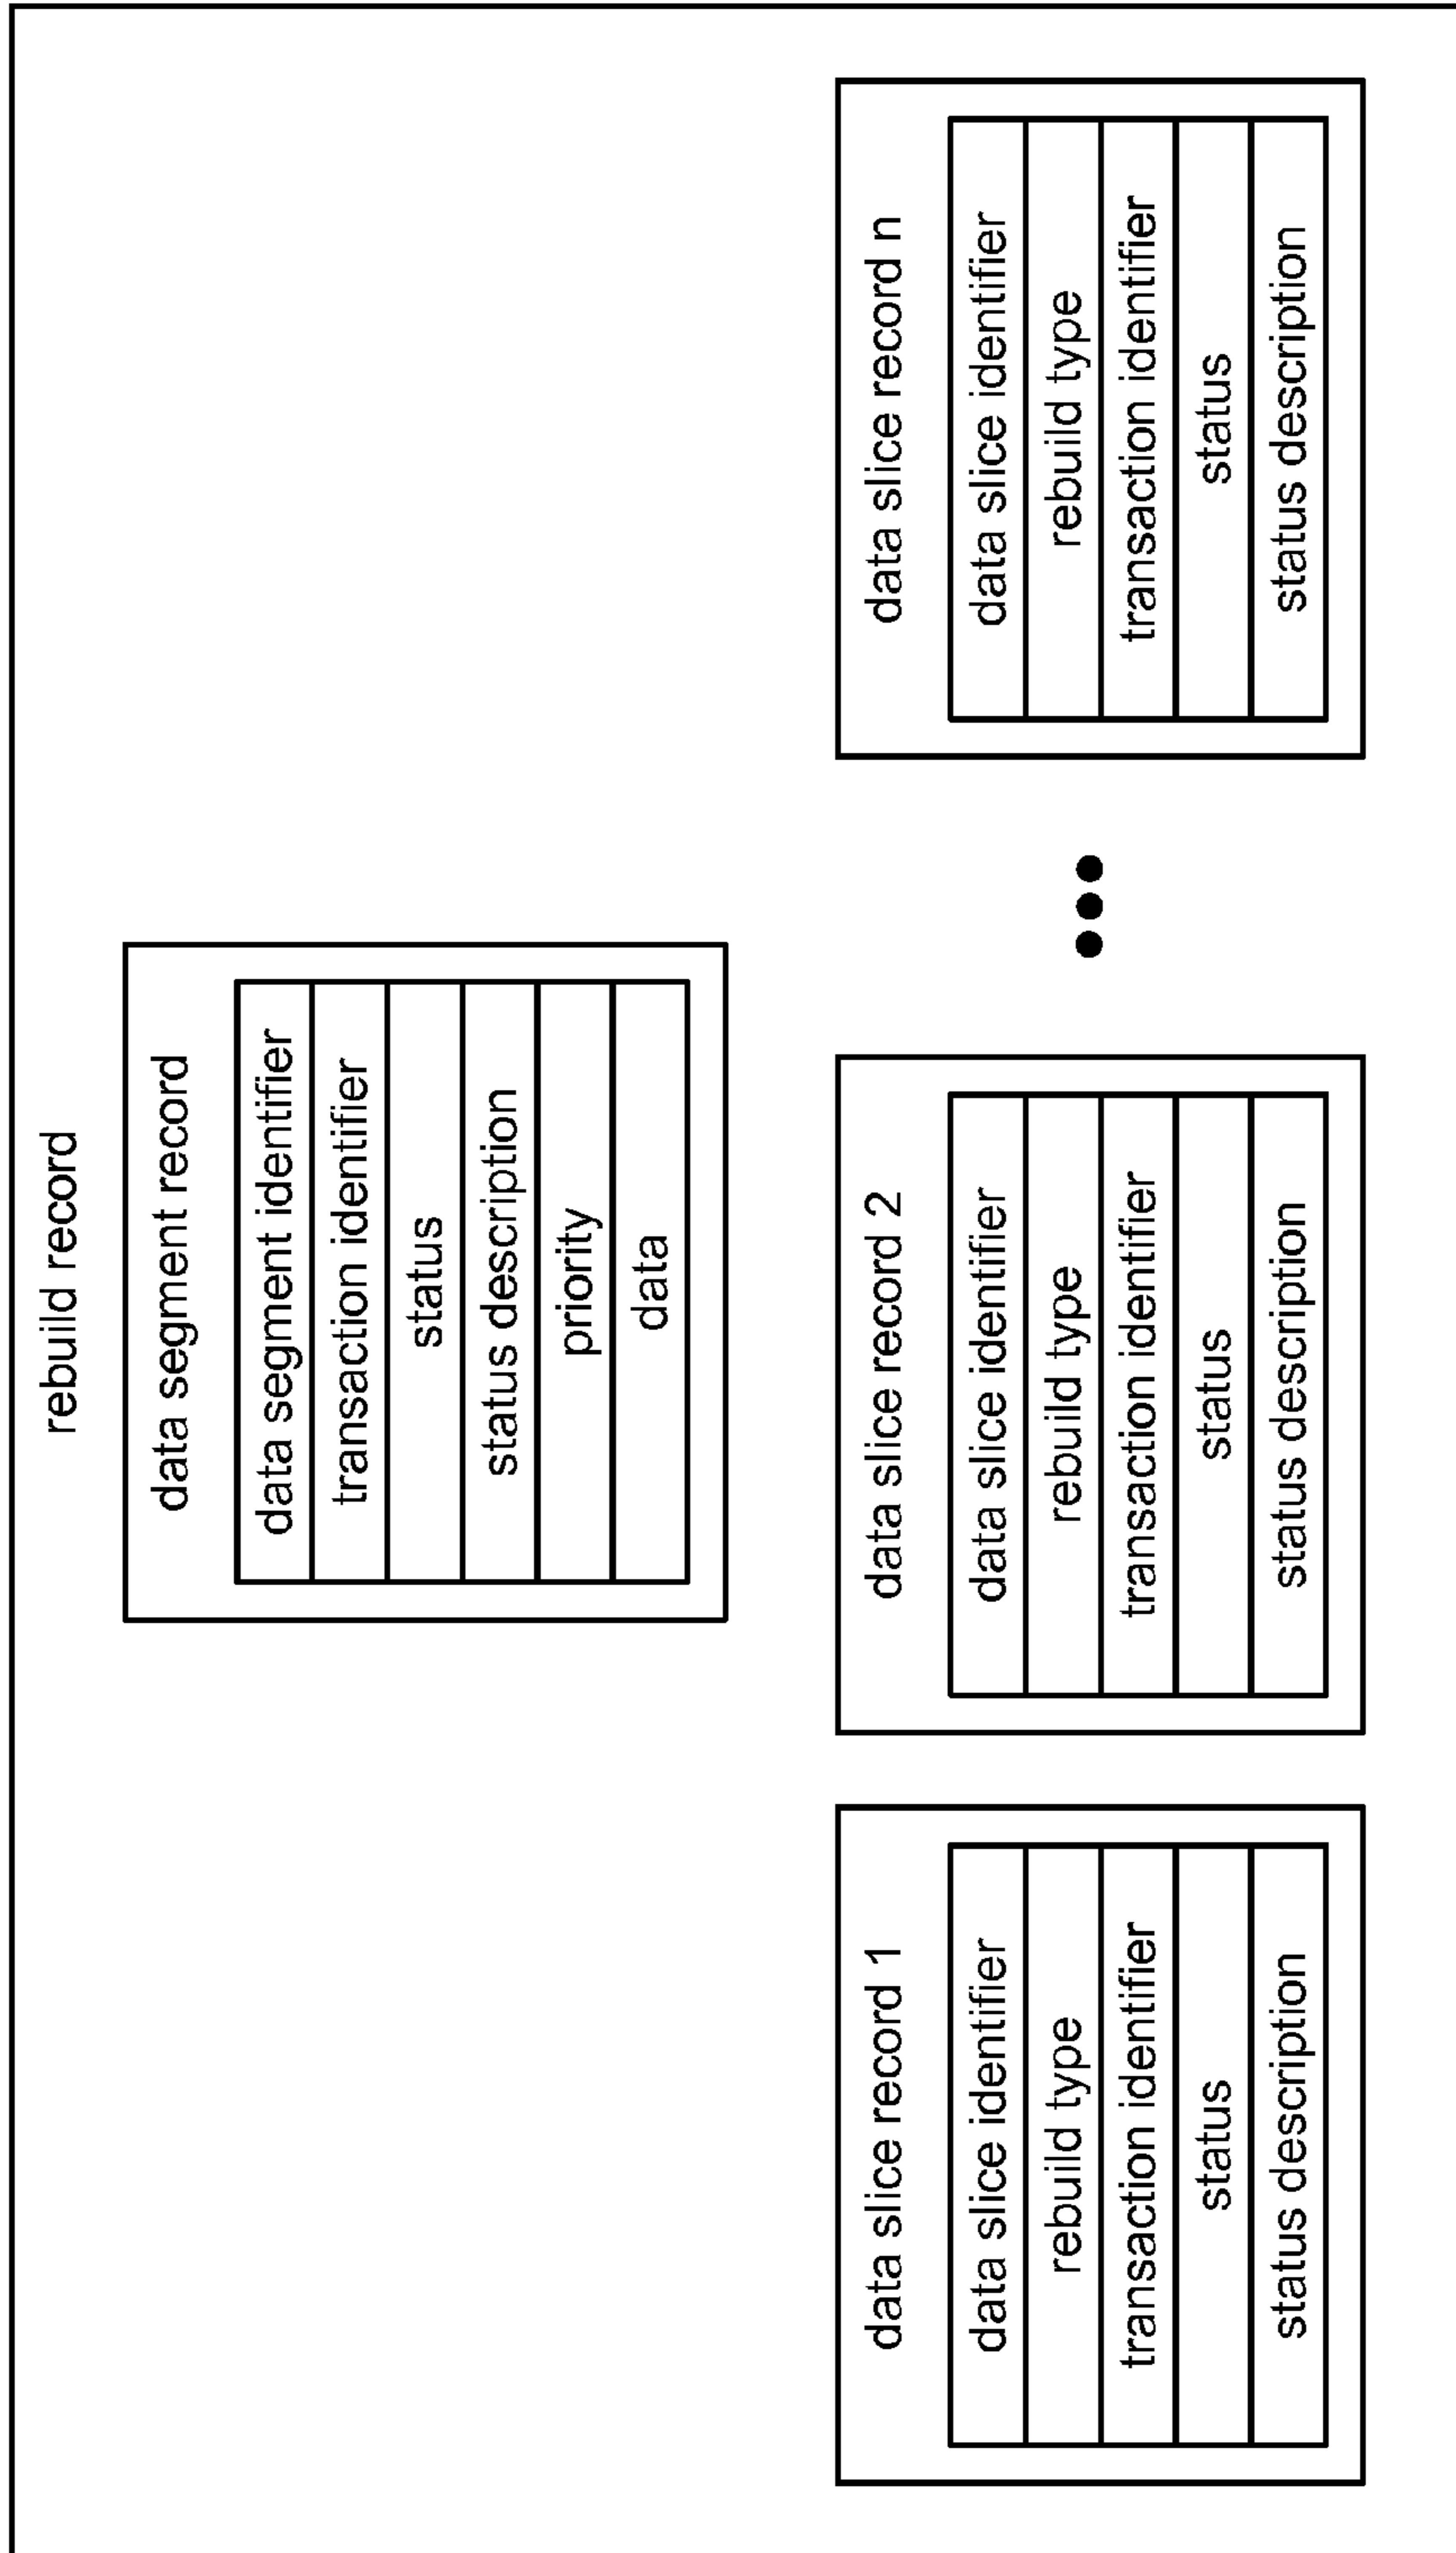 rebuild record
data segment record
data segment identifier
transaction identifier
status
status description
priority
data
data slice record 1
data slice identifier
rebuild type
transaction identifier
status
status description
data slice record 2
data slice identifier
rebuild type
transaction identifier
status
status description
data slice record n
data slice identifier
rebuild type
transaction identifier
status
status description